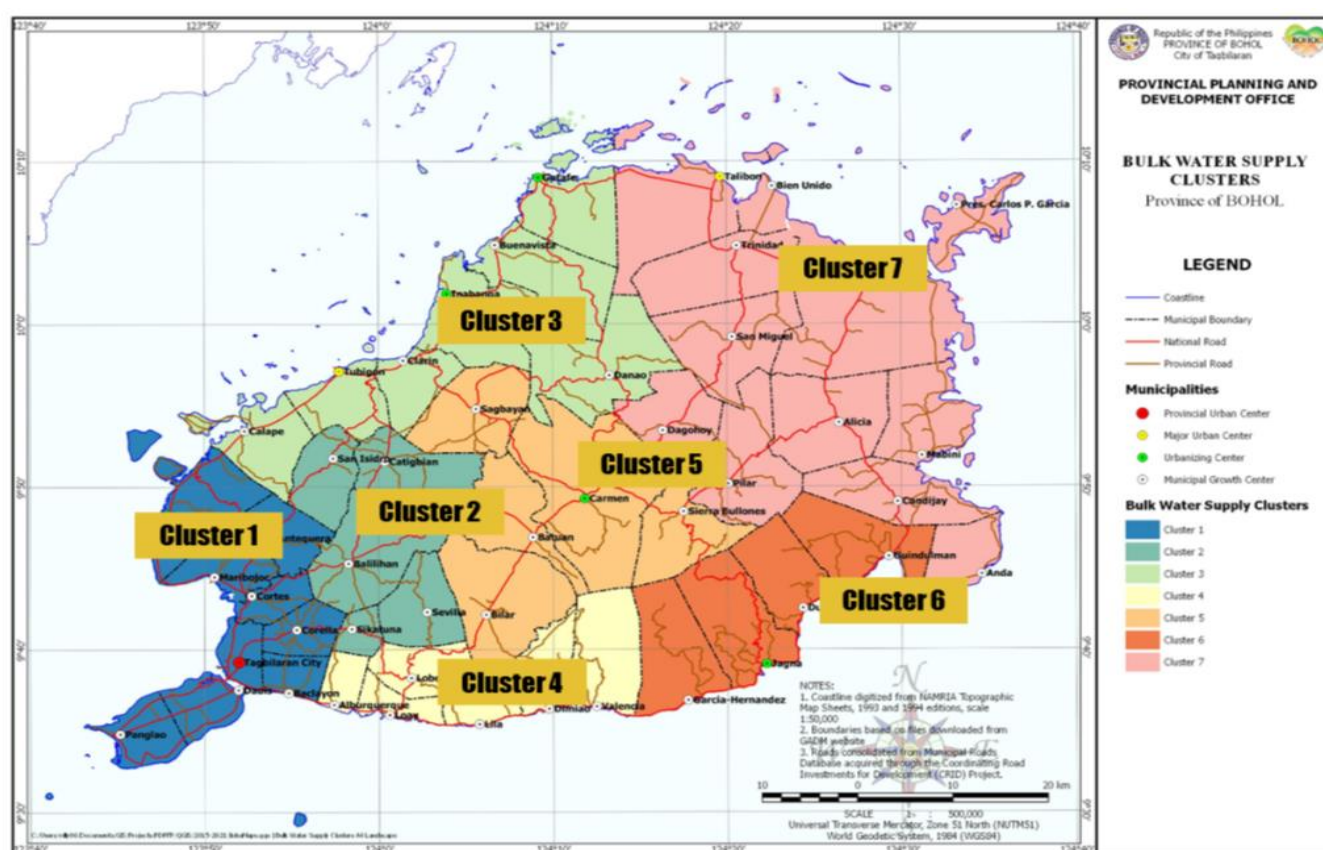 123°50'
124°0'
124°10'
124°20'
124°30'
124°40'
Republic of the Philippines
PROVINCE OF BOHOL
City of Tagbilaran
BOHOL
PROVINCIAL PLANNING AND
DEVELOPMENT OFFICE
BULK WATER SUPPLY
CLUSTERS
Province of BOHOL
LEGEND
Coastline
Municipal Boundary
National Road
Provincial Road
Municipalities
Provincial Urban Center
Major Urban Center
Urbanizing Center
Municipal Growth Center
Bulk Water Supply Clusters
Cluster 1
Cluster 2
Cluster 3
Cluster 4
Cluster 5
Cluster 6
Cluster 7
10°10'
10°0'
9°50'
9°40'
9°30'
Talibon
Bien Unido
Pres. Carlos P. Garcia
Buenavista
Trinidad
Cluster 7
Cluster 3
San Miguel
Clarin
Tubigon
Danao
Sagbayan
Calape
Dagohoy
Alicia
San Isidro
Catigbian
Cluster 5
Mabini
Pilar
Carmen
Candijay
Cluster 2
Sierra Bullones
Cluster 1
Batuan
Balilihan
Maribojoc
Anda
Cortes
Cluster 6
Sevilla
Bilar
Corella
Sikatuna
Tagbilaran City
Jagna
Cluster 4
Dauis
Baclayon
Alburquerque
Loay
Lila
Dimiao
Valencia
Garcia-Hernandez
Panglao
N
NOTES:
1. Coastline digitized from NAMRIA Topographic
Map Sheets, 1993 and 1994 editions, scale
1:50,000
2. Boundaries based on files downloaded from
GADM website
3. Roads consolidated from Municipal Roads
Database acquired through the Coordinating Road
Investments for Development (CRID) Project.
10 0 10 20 km
SCALE 1: : 500,000
Universal Transverse Mercator, Zone 51 North (NUTM51)
World Geodetic System, 1984 (WGS84)